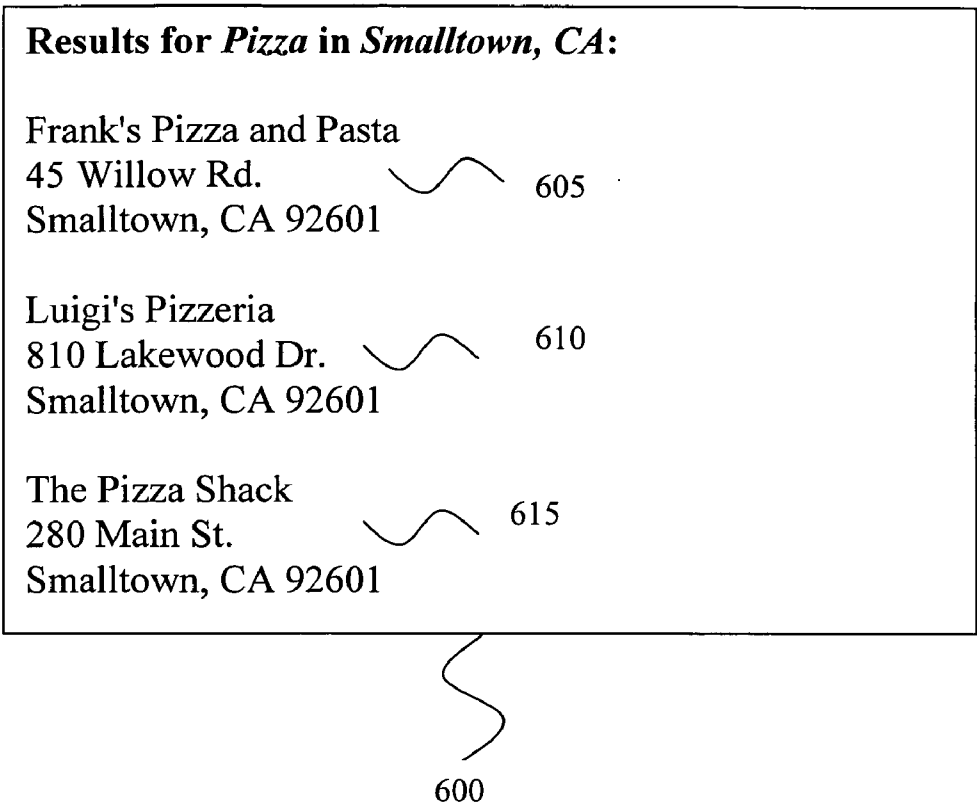 Results for Pizza in Smalltown, CA:
Frank's Pizza and Pasta
45 Willow Rd.
605
Smalltown, CA 92601
Luigi's Pizzeria
810 Lakewood Dr.
610
Smalltown, CA 92601
The Pizza Shack
280 Main St.
615
Smalltown, CA 92601
600